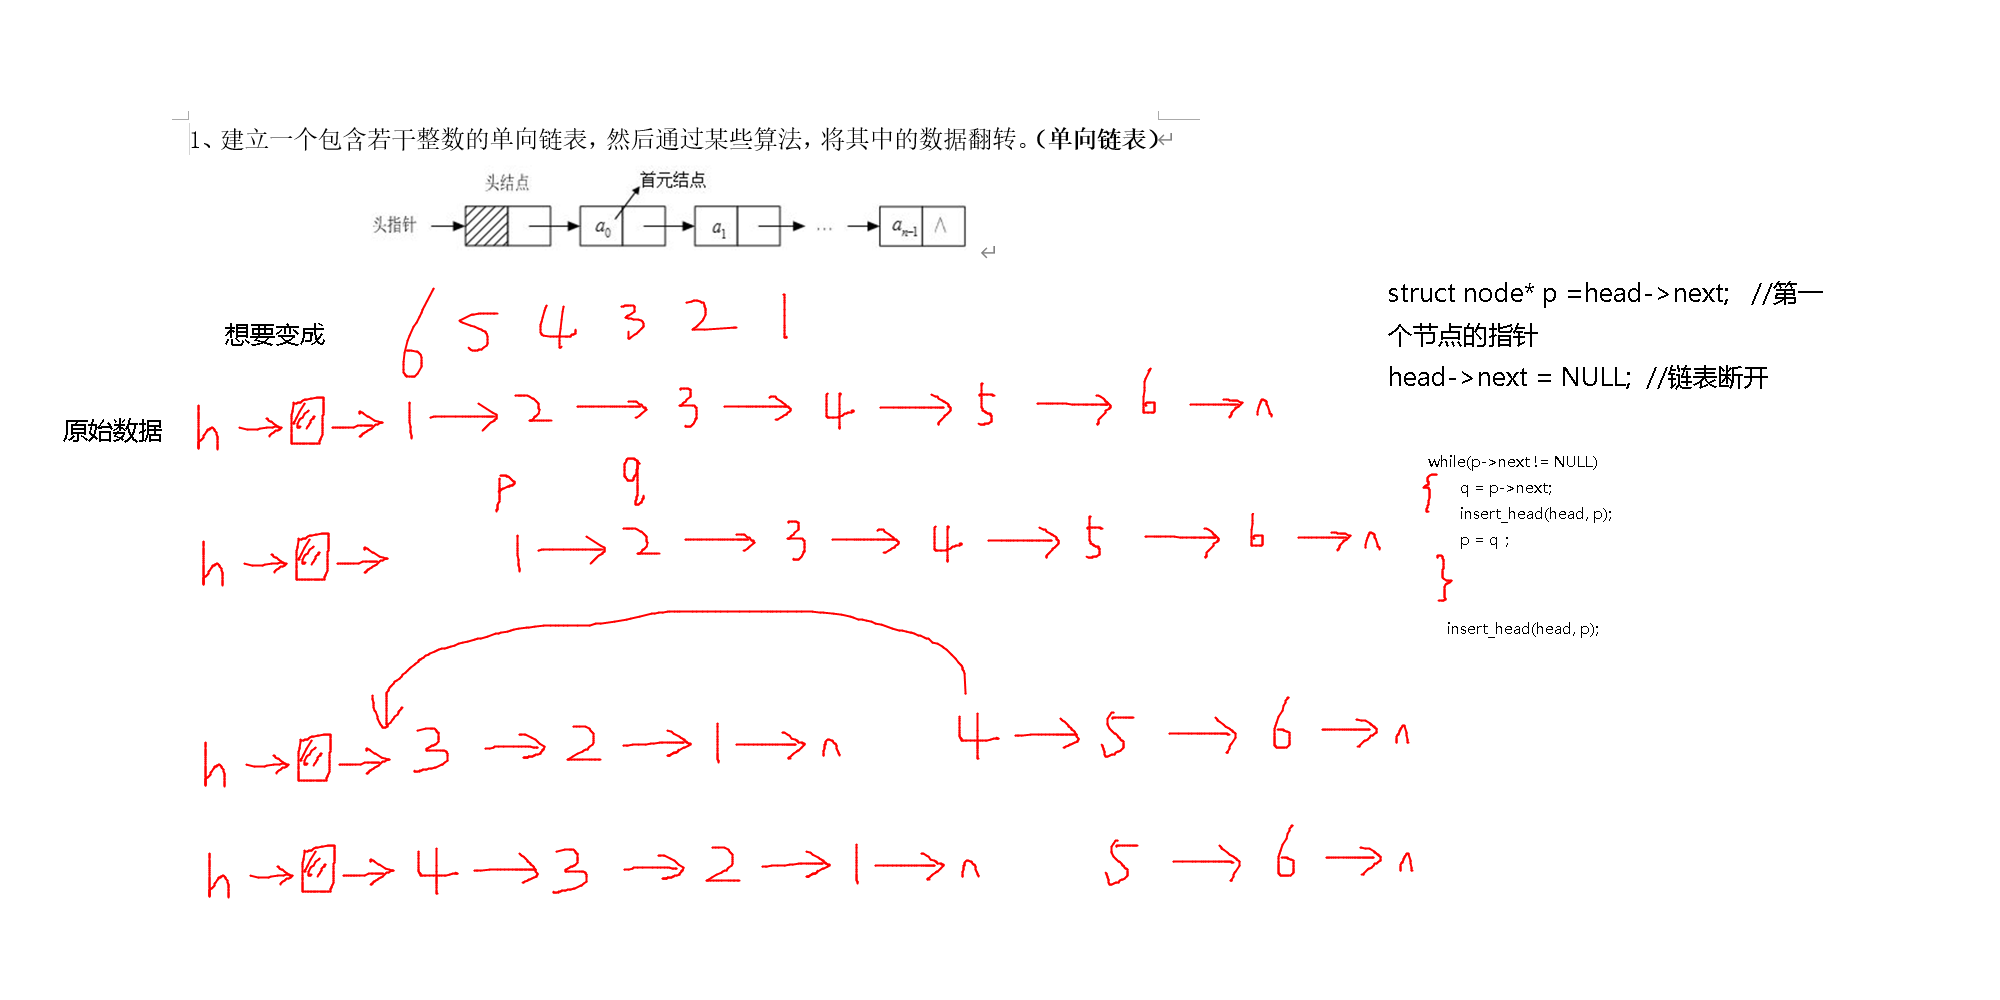 1、建立一个包含若干整数的单向链表，然后通过某些算法，将其中的数据翻转。（单向链表）↵
头结点 首元结点
头指针 a0 a1 … an-1 ∧
↵
想要变成 6 5 4 3 2 1
struct node* p =head->next; //第一
个节点的指针
head->next = NULL; //链表断开
原始数据 h → → 1 → 2 → 3 → 4 → 5 → 6 → n
p q
h → → 1 → 2 → 3 → 4 → 5 → 6 → n
while(p->next != NULL)
{ q = p->next;
insert_head(head, p);
p = q ;
}
insert_head(head, p);
h → → 3 → 2 → 1 → n 4 → 5 → 6 → n
h → → 4 → 3 → 2 → 1 → n 5 → 6 → n